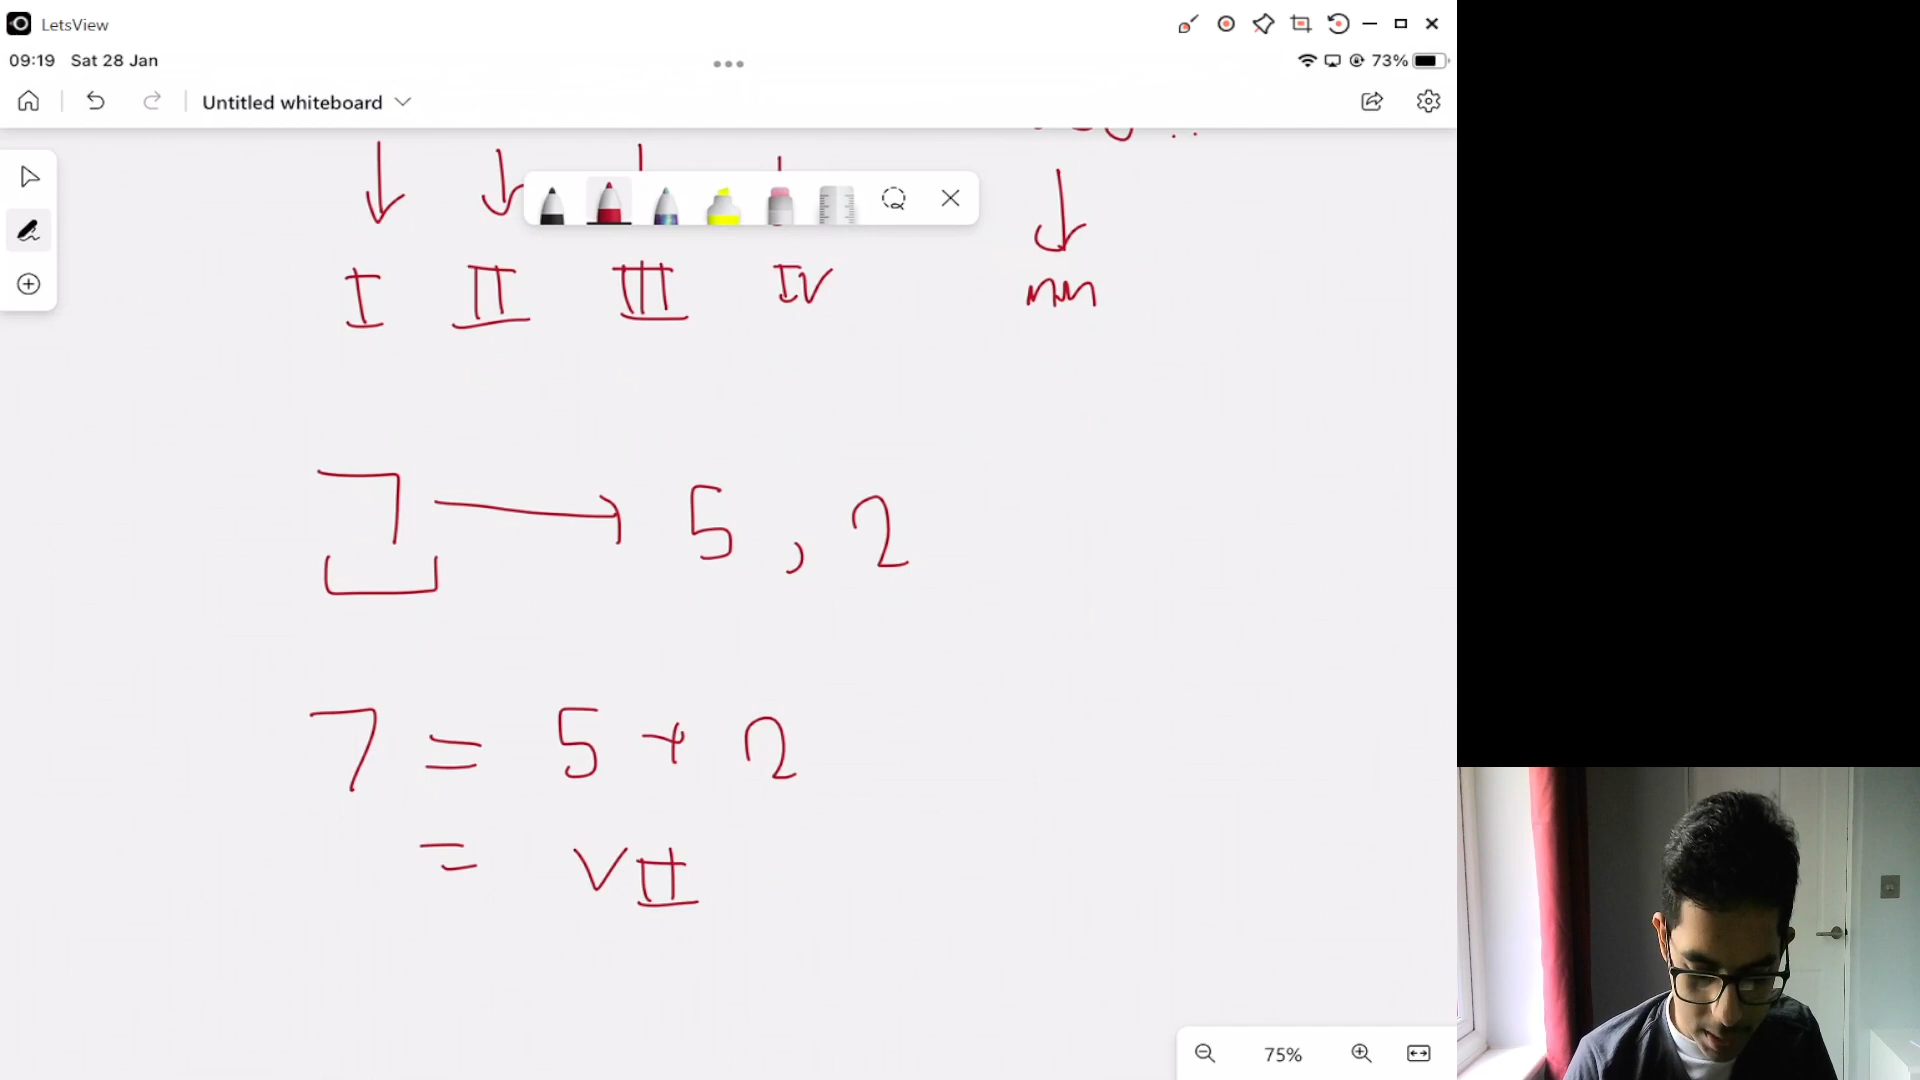 LetsView
09:19 Sat 28 Jan
73%
Untitled whiteboard
I II III IV
7 → 5 , 2
7 = 5 + 2
= VII
75%